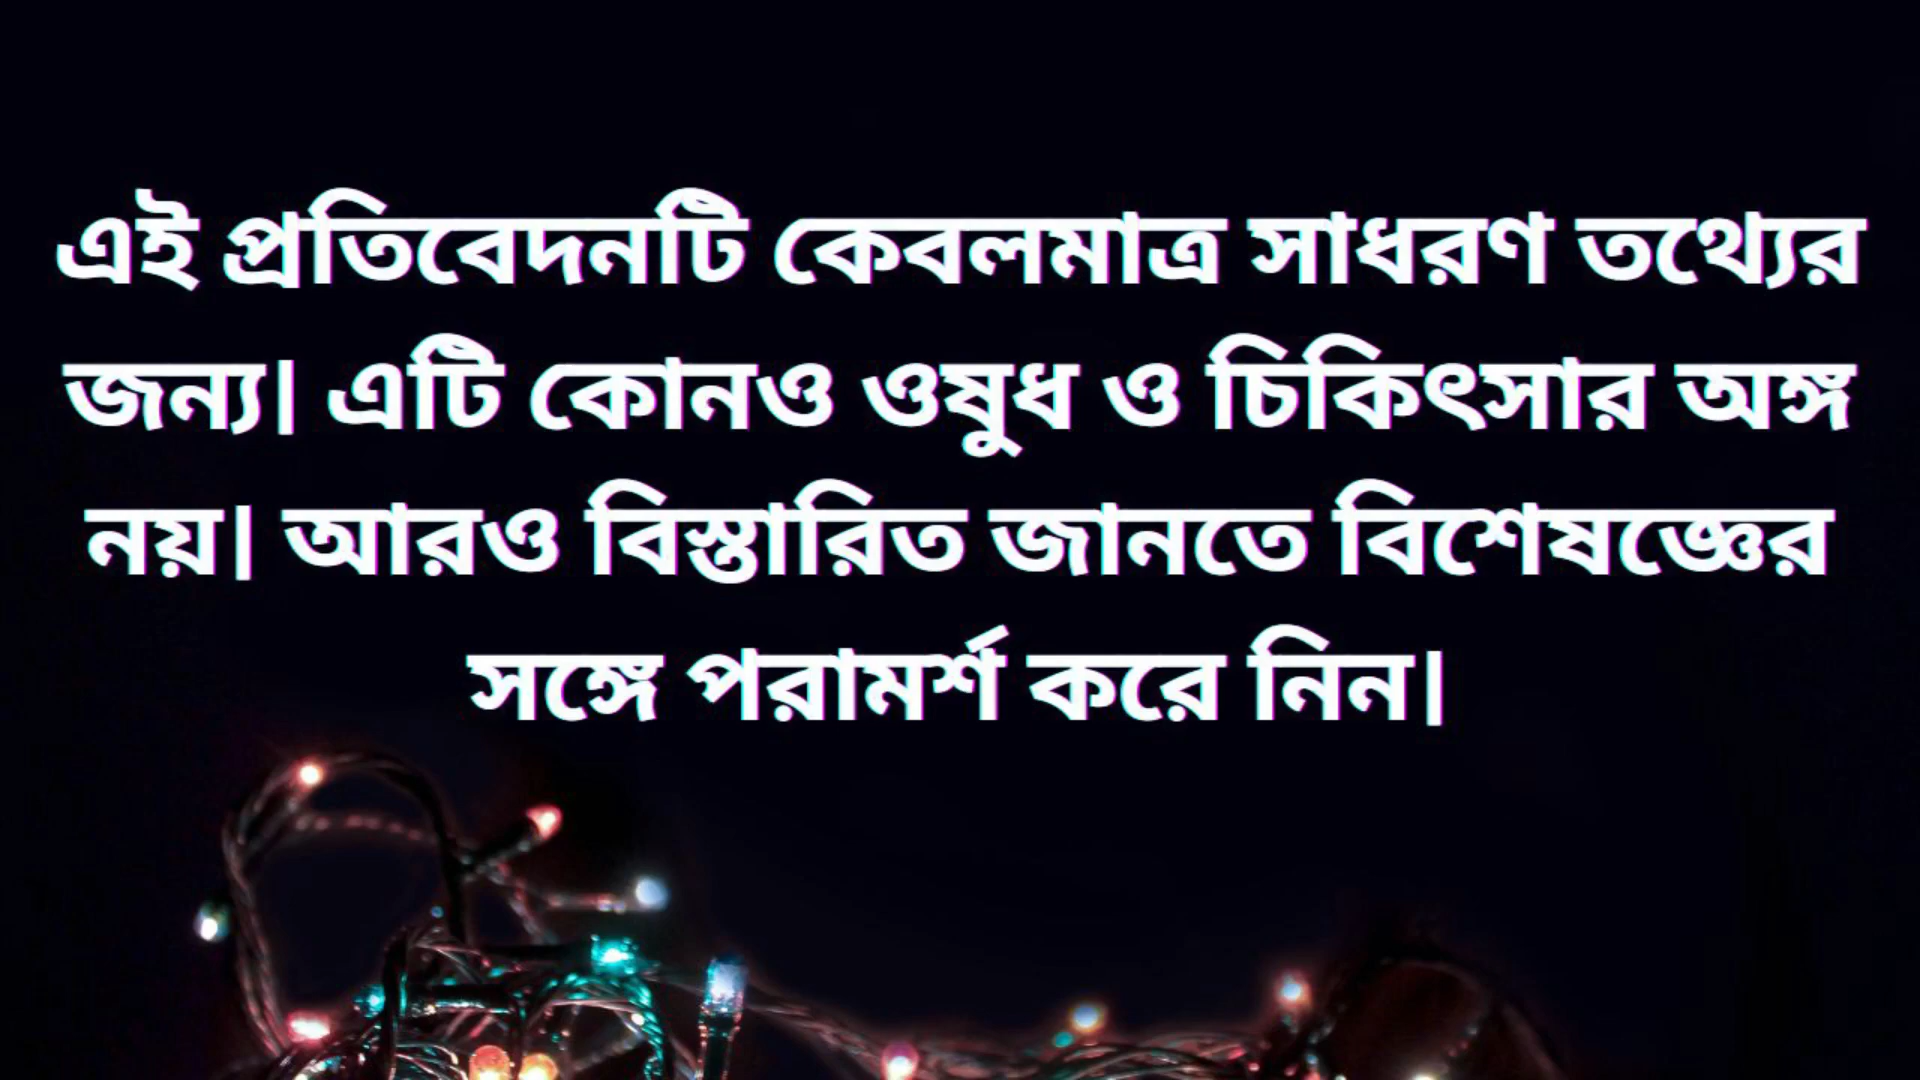 এই প্রতিবেদনটি কেবলমাত্র সাধরণ তথ্যের
জন্য। এটি কোনও ওষুধ ও চিকিৎসার অঙ্গ
নয়। আরও বিস্তারিত জানতে বিশেষজ্ঞের
সঙ্গে পরামর্শ করে নিন।